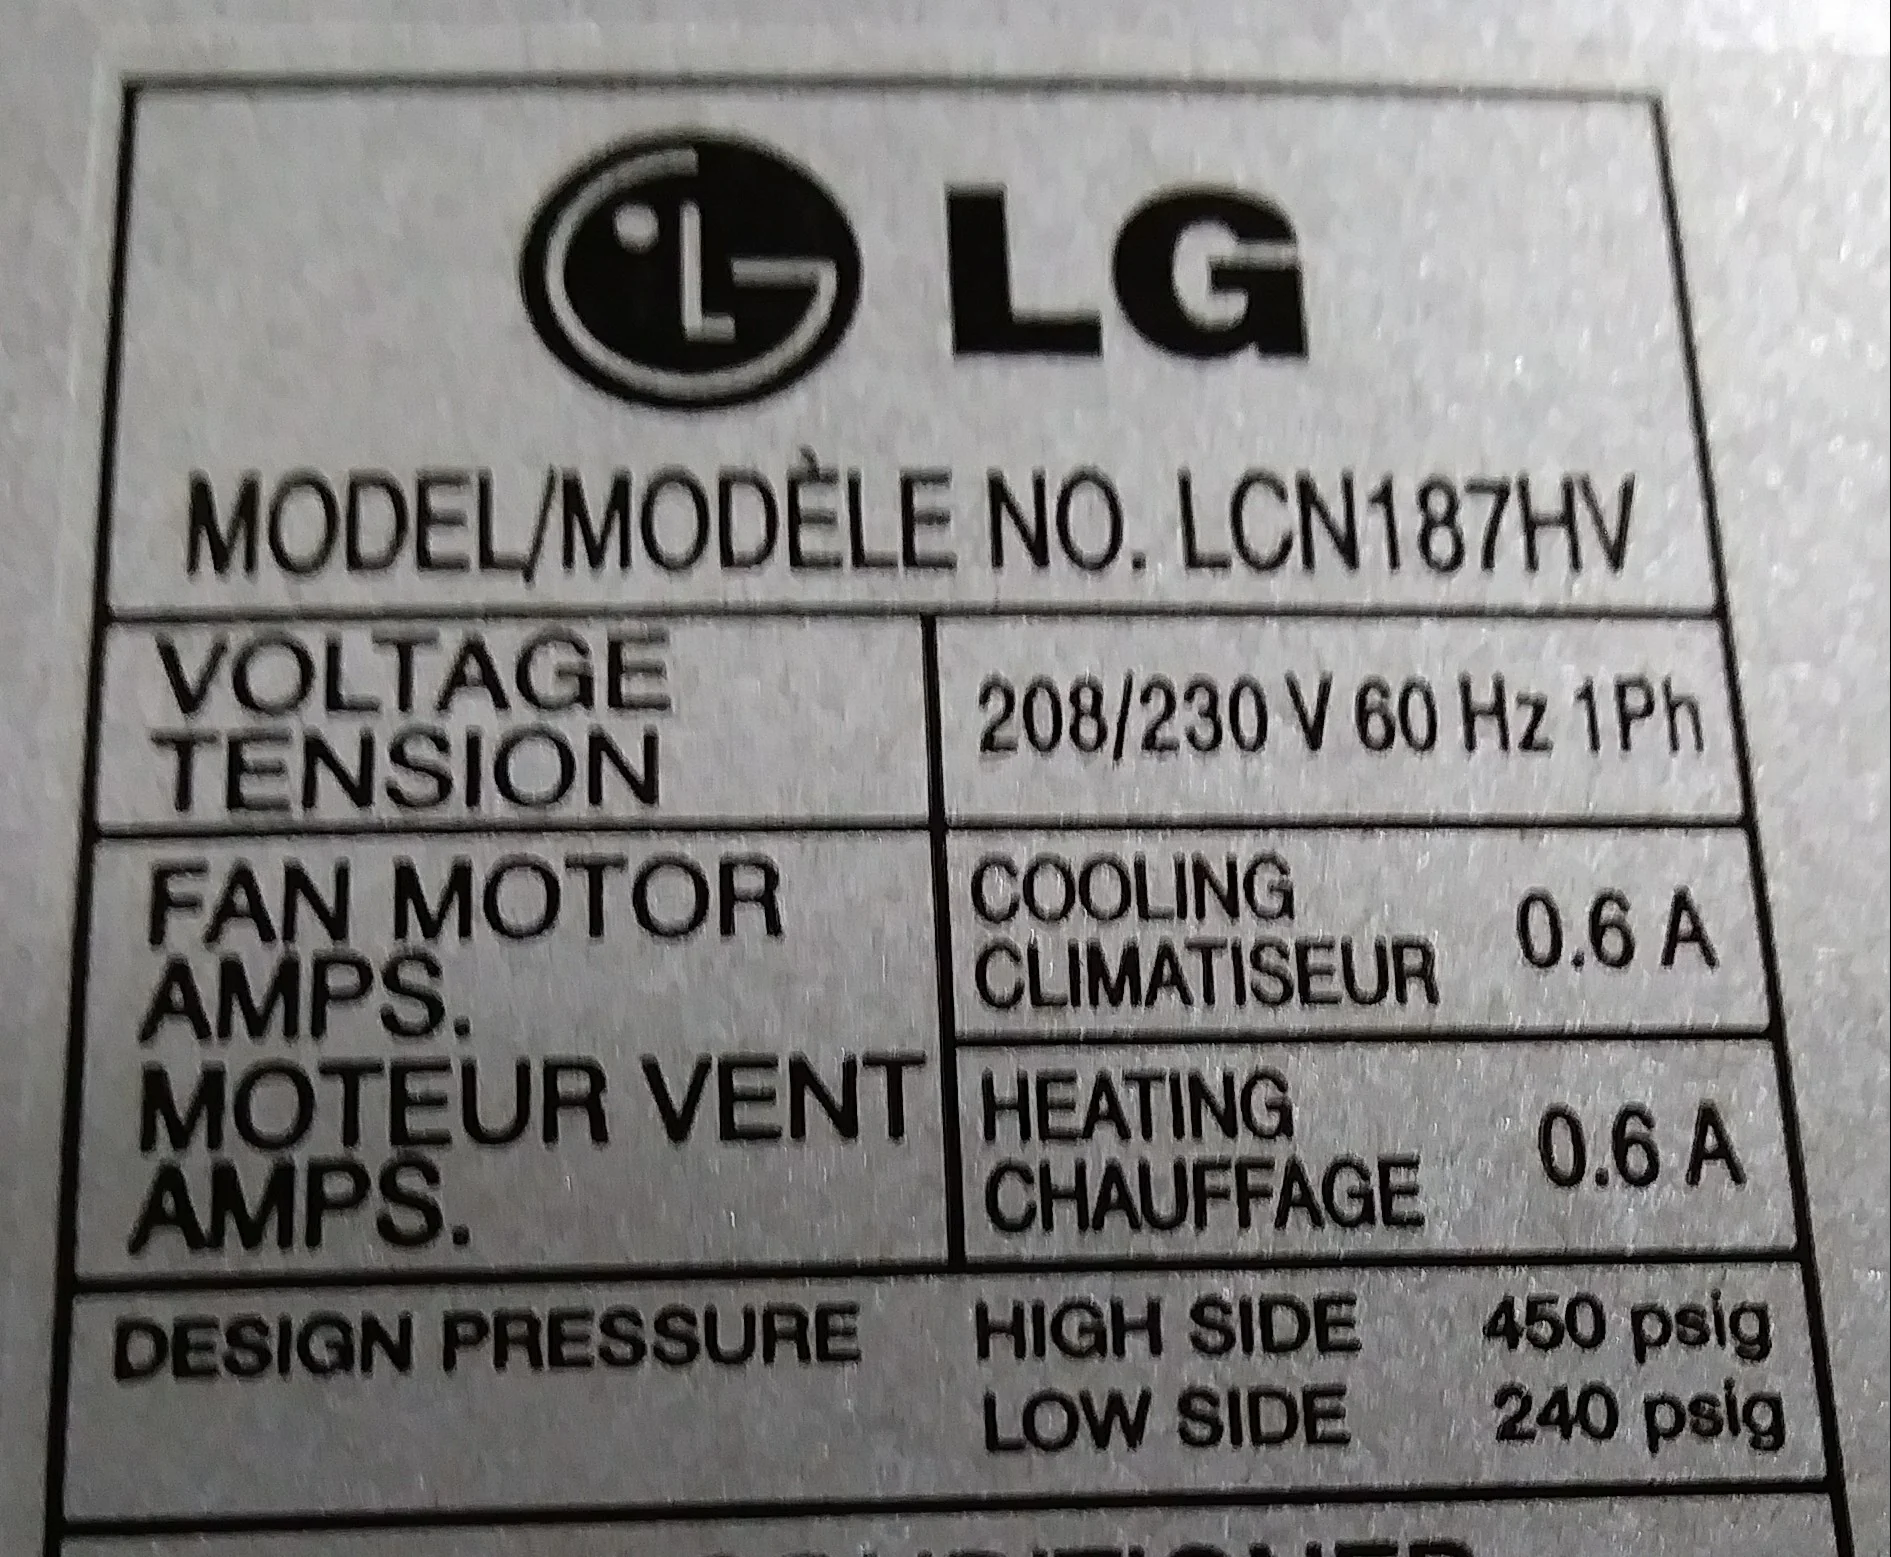 LG
MODEL/MODÈLE NO. LCN187HV
VOLTAGE
TENSION
208/230 V 60 Hz 1Ph
FAN MOTOR
AMPS.
MOTEUR VENT
AMPS.
COOLING
CLIMATISEUR
0.6 A
HEATING
CHAUFFAGE
0.6 A
DESIGN PRESSURE HIGH SIDE 450 psig
LOW SIDE 240 psig